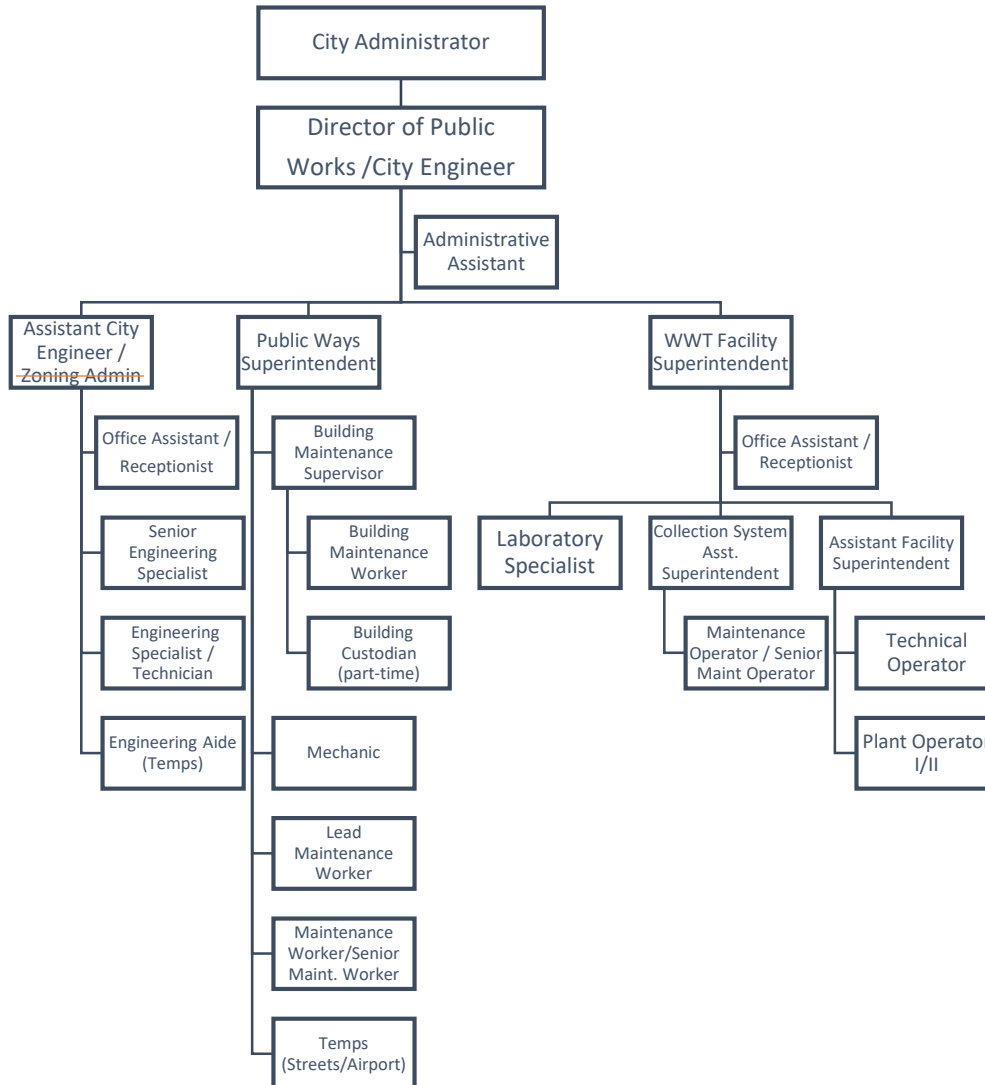 City Administrator
Director of Public
Works /City Engineer
Administrative
Assistant
Assistant City
Engineer /
Zoning Admin
Public Ways
Superintendent
WWT Facility
Superintendent
Office Assistant /
Receptionist
Senior
Engineering
Specialist
Engineering
Specialist /
Technician
Engineering Aide
(Temps)
Building
Maintenance
Supervisor
Building
Maintenance
Worker
Building
Custodian
(part-time)
Mechanic
Lead
Maintenance
Worker
Maintenance
Worker/Senior
Maint. Worker
Temps
(Streets/Airport)
Office Assistant /
Receptionist
Laboratory
Specialist
Collection System
Asst.
Superintendent
Maintenance
Operator / Senior
Maint Operator
Assistant Facility
Superintendent
Technical
Operator
Plant Operator
I/II